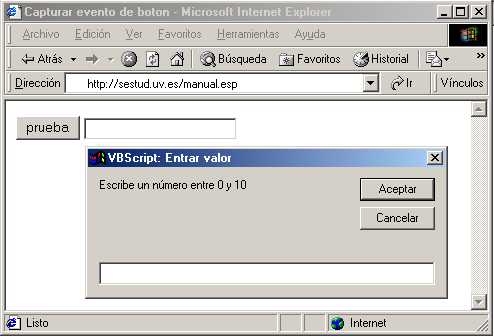 Capturar evento de boton - Microsoft Internet Explorer
Archivo Edición Ver Favoritos Herramientas Ayuda
Atrás Búsqueda Favoritos Historial
Dirección http://sestud.uv.es/manual.esp Ir Vínculos
prueba
VBScript: Entrar valor
Escribe un número entre 0 y 10
Aceptar
Cancelar
Listo Internet